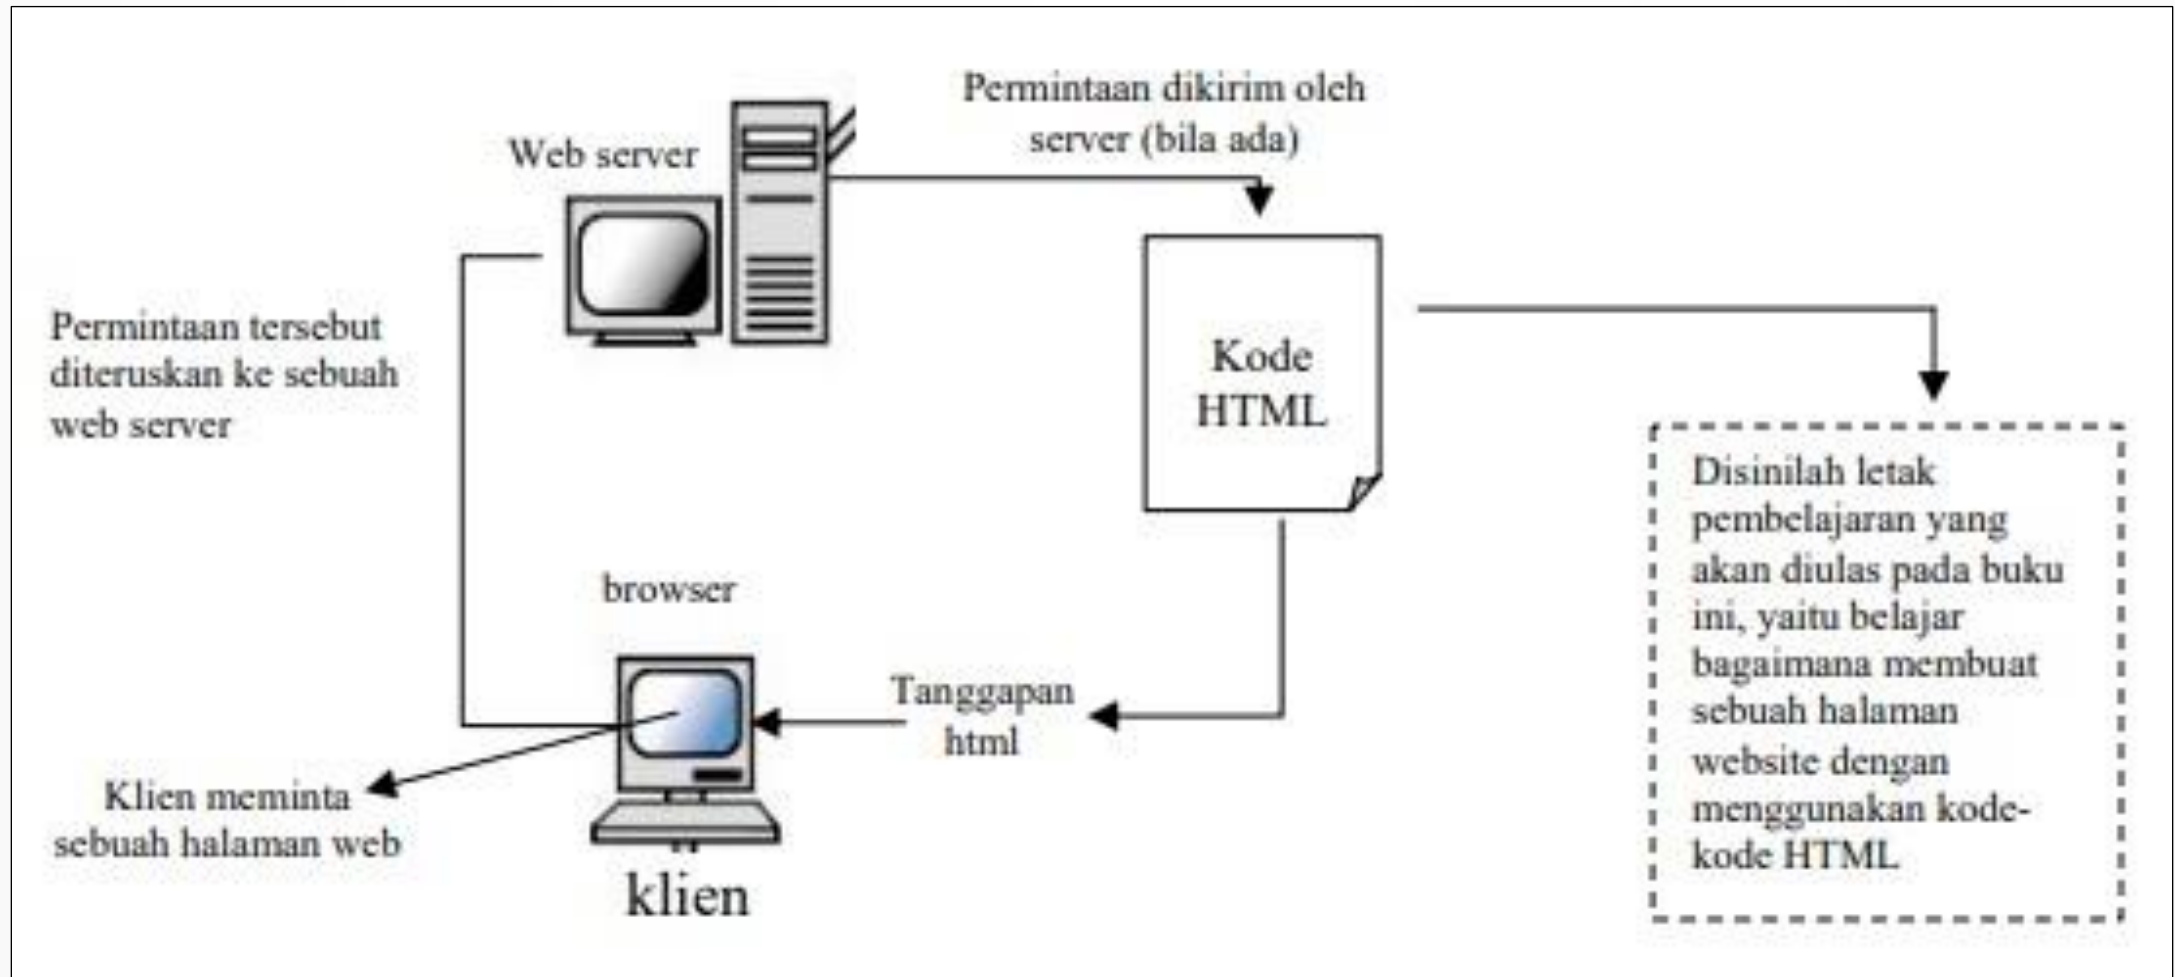 Permintaan dikirim oleh
server (bila ada)
Web server
Permintaan tersebut
diteruskan ke sebuah
web server
Kode
HTML
Disinilah letak
pembelajaran yang
akan diulas pada buku
ini, yaitu belajar
bagaimana membuat
sebuah halaman
website dengan
menggunakan kode-
kode HTML
browser
Tanggapan
html
Klien meminta
sebuah halaman web
klien